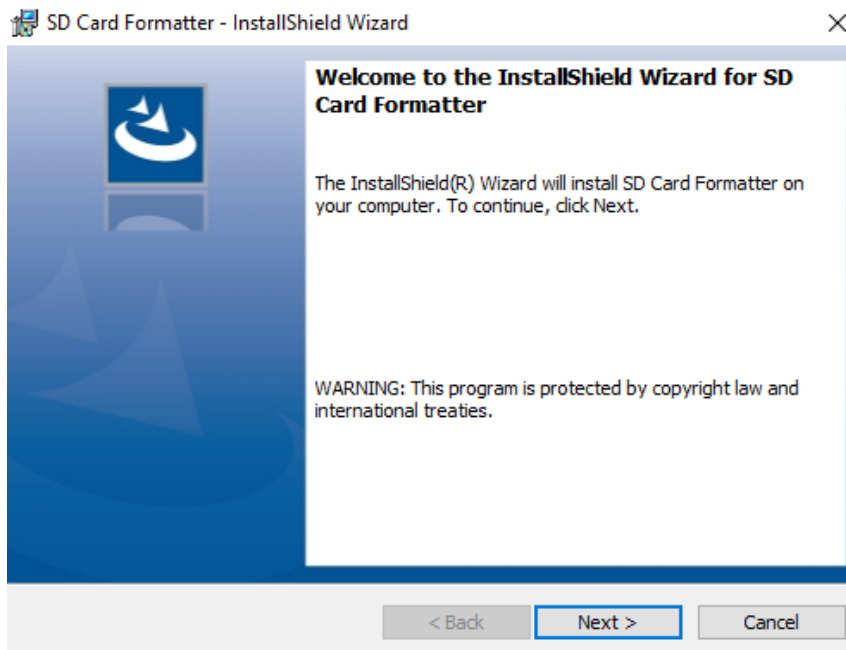 SD Card Formatter - InstallShield Wizard
Welcome to the InstallShield Wizard for SD
Card Formatter
The InstallShield(R) Wizard will install SD Card Formatter on
your computer. To continue, click Next.
WARNING: This program is protected by copyright law and
international treaties.
< Back
Next >
Cancel